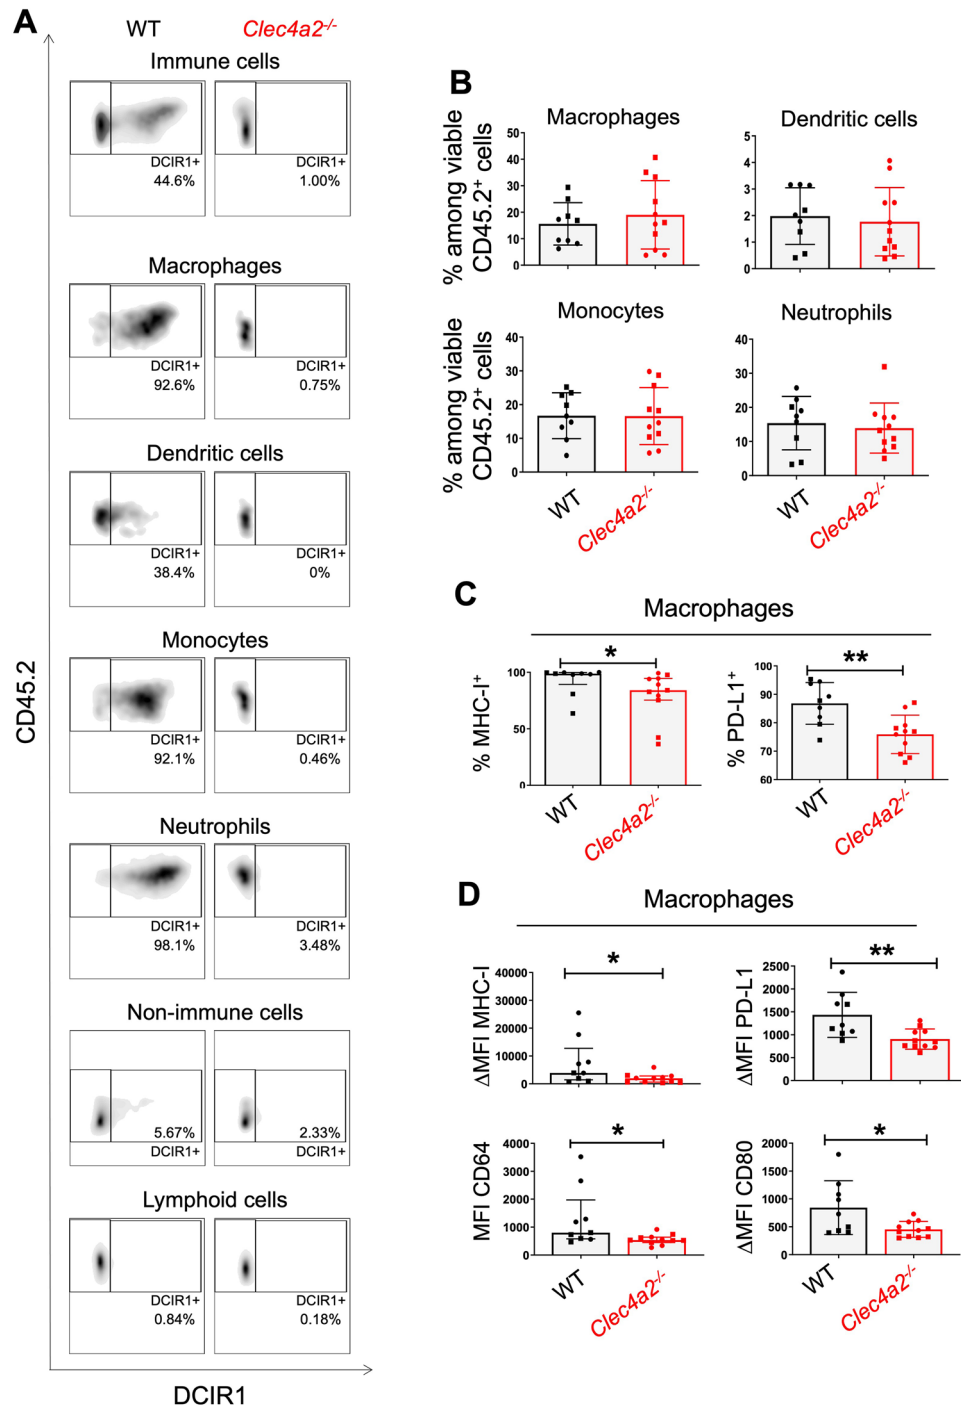 A
WT
Clec4a2-/-
Immune cells
DCIR1+
44.6%
DCIR1+
1.00%
Macrophages
DCIR1+
92.6%
DCIR1+
0.75%
Dendritic cells
DCIR1+
38.4%
DCIR1+
0%
Monocytes
DCIR1+
92.1%
DCIR1+
0.46%
Neutrophils
DCIR1+
98.1%
DCIR1+
3.48%
Non-immune cells
5.67%
DCIR1+
2.33%
DCIR1+
Lymphoid cells
DCIR1+
0.84%
DCIR1+
0.18%
CD45.2
DCIR1
B
Macrophages
% among viable
CD45.2+ cells
50
40
30
20
10
0
Dendritic cells
5
4
3
2
1
0
Monocytes
% among viable
CD45.2+ cells
40
30
20
10
0
WT
Clec4a2-/-
Neutrophils
40
30
20
10
0
WT
Clec4a2-/-
C
Macrophages
% MHC-I+
100
50
0
*
WT
Clec4a2-/-
% PD-L1+
100
90
80
70
60
**
WT
Clec4a2-/-
D
Macrophages
ΔMFI MHC-I
40000
30000
20000
10000
0
*
ΔMFI PD-L1
2500
2000
1500
1000
500
0
**
MFI CD64
4000
3000
2000
1000
0
*
WT
Clec4a2-/-
ΔMFI CD80
2000
1500
1000
500
0
*
WT
Clec4a2-/-